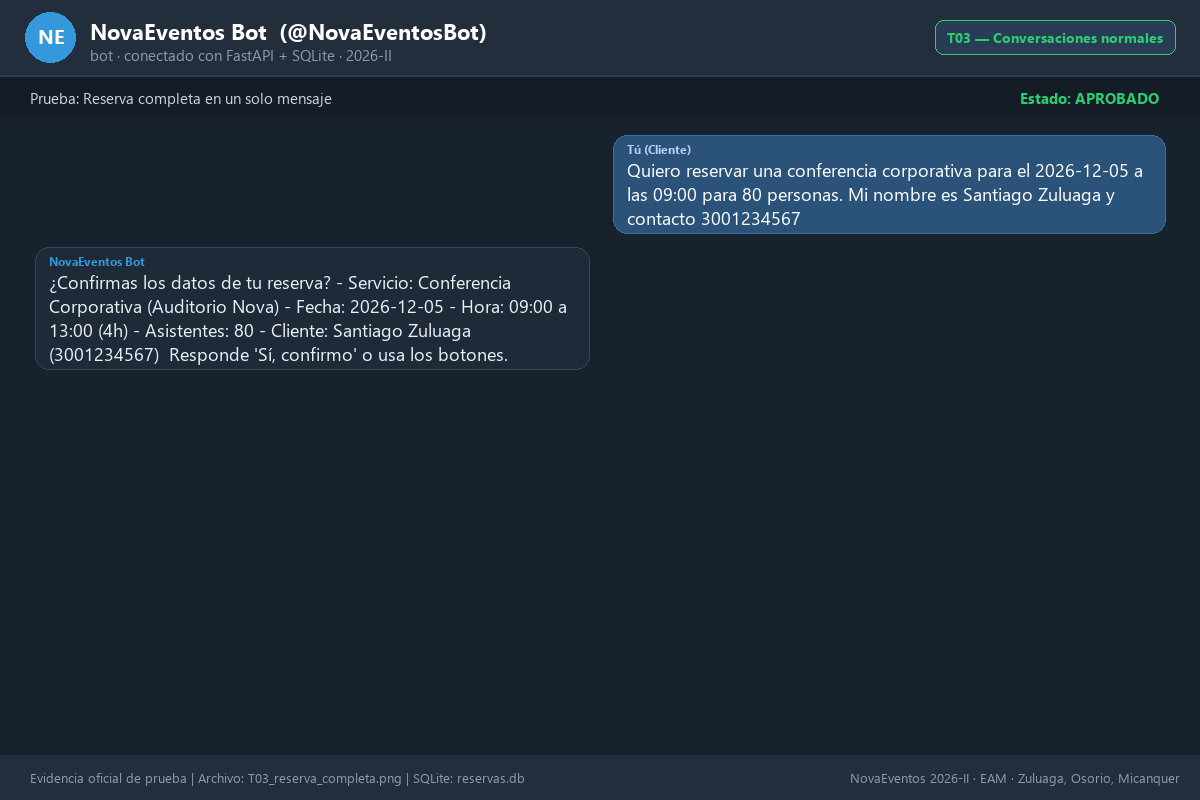 NE
NovaEventos Bot (@NovaEventosBot)
bot · conectado con FastAPI + SQLite · 2026-II
T03 — Conversaciones normales
Prueba: Reserva completa en un solo mensaje
Estado: APROBADO
Tú (Cliente)
Quiero reservar una conferencia corporativa para el 2026-12-05 a
las 09:00 para 80 personas. Mi nombre es Santiago Zuluaga y
contacto 3001234567
NovaEventos Bot
¿Confirmas los datos de tu reserva? - Servicio: Conferencia
Corporativa (Auditorio Nova) - Fecha: 2026-12-05 - Hora: 09:00 a
13:00 (4h) - Asistentes: 80 - Cliente: Santiago Zuluaga
(3001234567)  Responde 'Sí, confirmo' o usa los botones.
Evidencia oficial de prueba | Archivo: T03_reserva_completa.png | SQLite: reservas.db
NovaEventos 2026-II · EAM · Zuluaga, Osorio, Micanquer